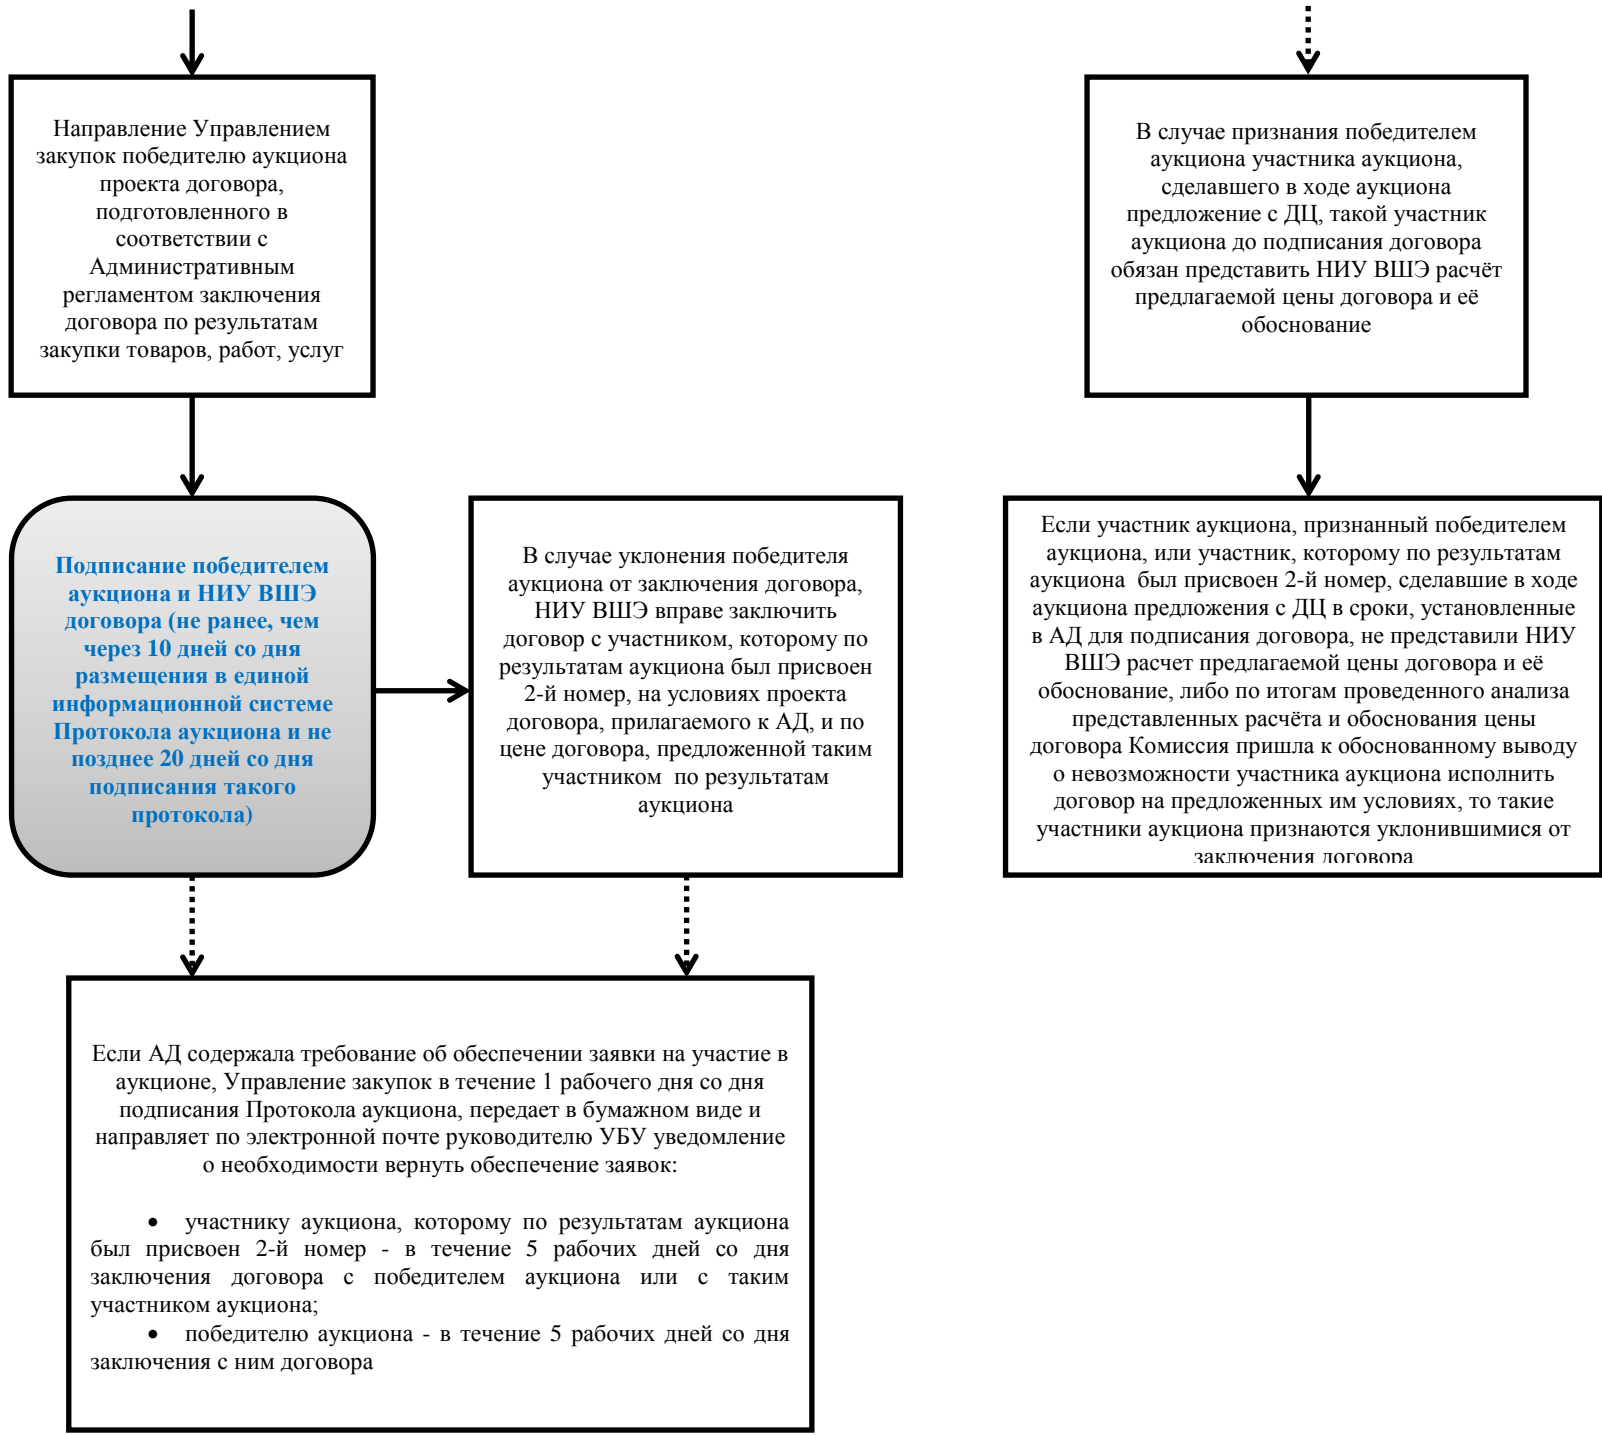 Направление Управлением
закупок победителю аукциона
проекта договора,
подготовленного в
соответствии с
Административным
регламентом заключения
договора по результатам
закупки товаров, работ, услуг
В случае признания победителем
аукциона участника аукциона,
сделавшего в ходе аукциона
предложение с ДЦ, такой участник
аукциона до подписания договора
обязан представить НИУ ВШЭ расчёт
предлагаемой цены договора и её
обоснование
Подписание победителем
аукциона и НИУ ВШЭ
договора (не ранее, чем
через 10 дней со дня
размещения в единой
информационной системе
Протокола аукциона и не
позднее 20 дней со дня
подписания такого
протокола)
В случае уклонения победителя
аукциона от заключения договора,
НИУ ВШЭ вправе заключить
договор с участником, которому по
результатам аукциона был присвоен
2-й номер, на условиях проекта
договора, прилагаемого к АД, и по
цене договора, предложенной таким
участником по результатам
аукциона
Если участник аукциона, признанный победителем
аукциона, или участник, которому по результатам
аукциона был присвоен 2-й номер, сделавшие в ходе
аукциона предложения с ДЦ в сроки, установленные
в АД для подписания договора, не представили НИУ
ВШЭ расчет предлагаемой цены договора и её
обоснование, либо по итогам проведенного анализа
представленных расчёта и обоснования цены
договора Комиссия пришла к обоснованному выводу
о невозможности участника аукциона исполнить
договор на предложенных им условиях, то такие
участники аукциона признаются уклонившимися от
заключения договора
Если АД содержала требование об обеспечении заявки на участие в
аукционе, Управление закупок в течение 1 рабочего дня со дня
подписания Протокола аукциона, передает в бумажном виде и
направляет по электронной почте руководителю УБУ уведомление
о необходимости вернуть обеспечение заявок:
• участнику аукциона, которому по результатам аукциона
был присвоен 2-й номер - в течение 5 рабочих дней со дня
заключения договора с победителем аукциона или с таким
участником аукциона;
• победителю аукциона - в течение 5 рабочих дней со дня
заключения с ним договора